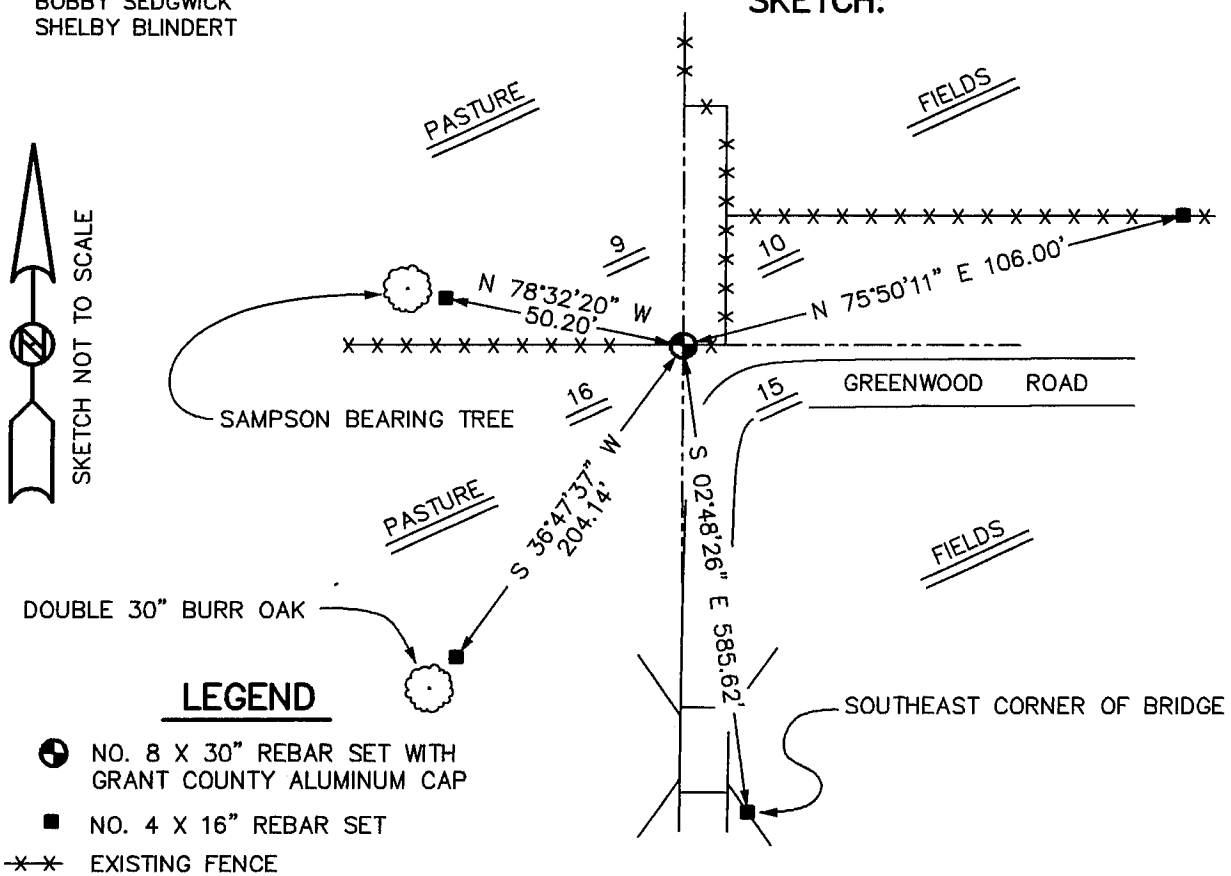 BOBBY SEDGWICK
SHELBY BLINDERT
SKETCH:
PASTURE
FIELDS
SKETCH NOT TO SCALE
N
9
10
N 78°32'20" W
50.20'
N 75°50'11" E 106.00'
SAMPSON BEARING TREE
16
15
GREENWOOD ROAD
S 36°47'37" W
204.14'
S 02°48'26" E 585.62'
PASTURE
FIELDS
DOUBLE 30" BURR OAK
SOUTHEAST CORNER OF BRIDGE
LEGEND
NO. 8 X 30" REBAR SET WITH
GRANT COUNTY ALUMINUM CAP
NO. 4 X 16" REBAR SET
EXISTING FENCE